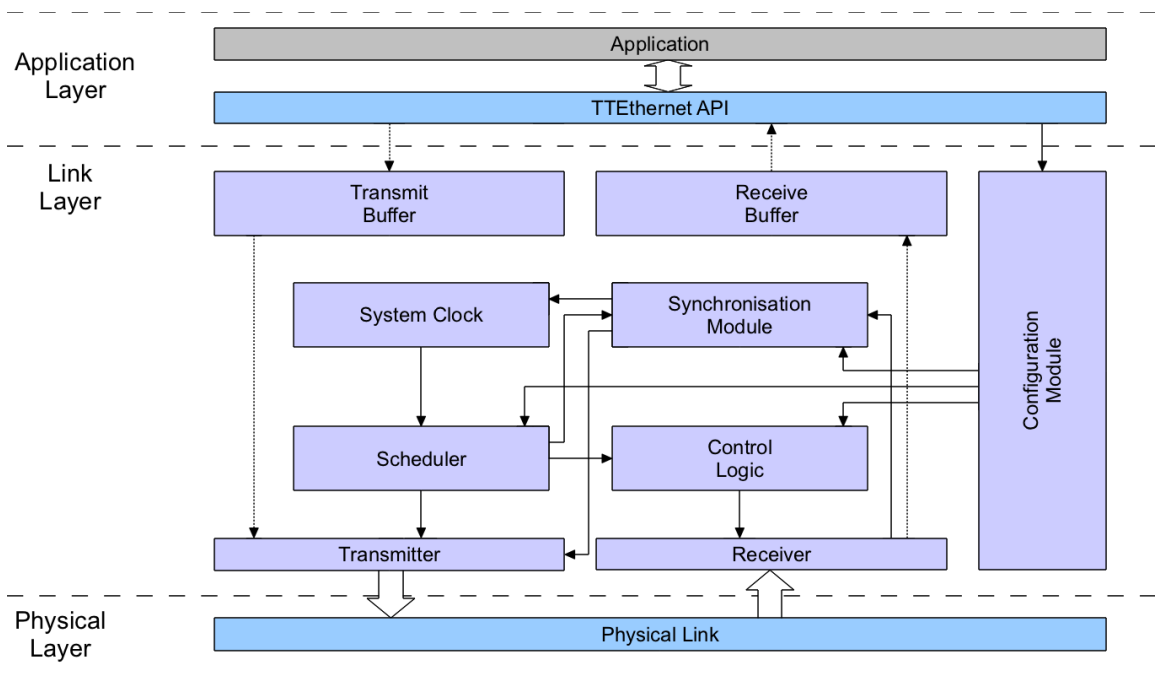 Application
Layer
Application
TTEthernet API
Link
Layer
Transmit
Buffer
Receive
Buffer
System Clock
Synchronisation
Module
Configuration
Module
Scheduler
Control
Logic
Transmitter
Receiver
Physical
Layer
Physical Link